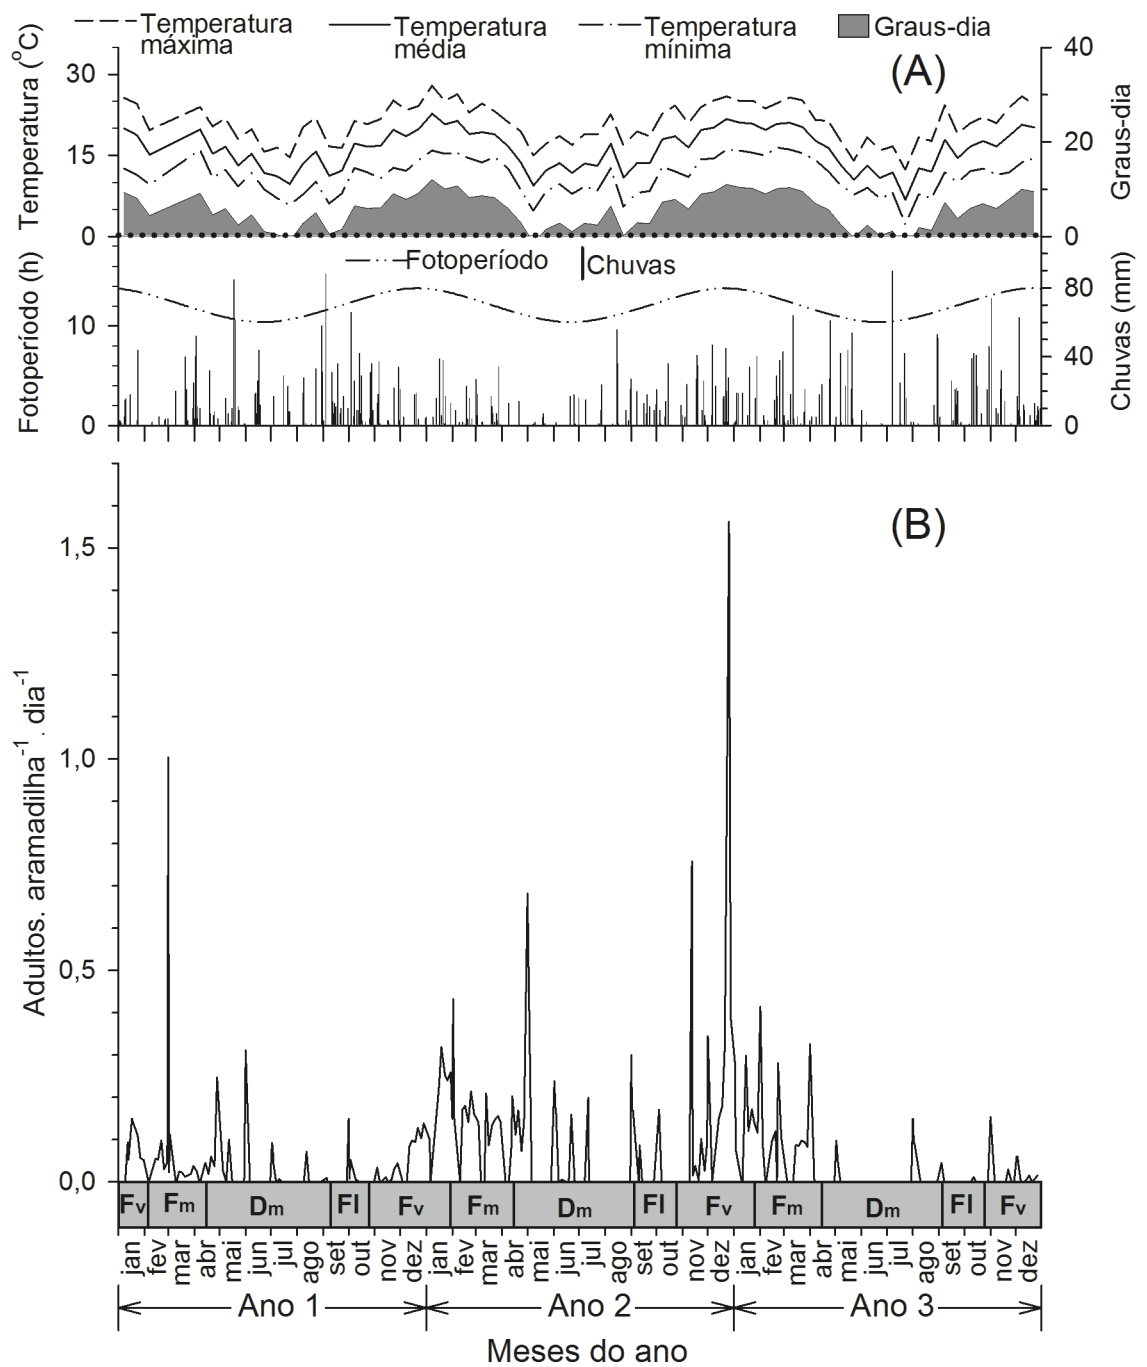 Temperatura máxima
Temperatura média
Temperatura mínima
Graus-dia
(A)
Temperatura (°C)
30
15
0
Graus-dia
40
20
0
Fotoperíodo
Chuvas
Fotoperíodo (h)
10
0
Chuvas (mm)
80
40
0
(B)
Adultos. aramadilha⁻¹ . dia⁻¹
1,5
1,0
0,5
0,0
Fv Fm Dm Fl Fv Fm Dm Fl Fv Fm Dm Fl Fv
jan fev mar abr mai jun jul ago set out nov dez jan fev mar abr mai jun jul ago set out nov dez jan fev mar abr mai jun jul ago set out nov dez
Ano 1 Ano 2 Ano 3
Meses do ano